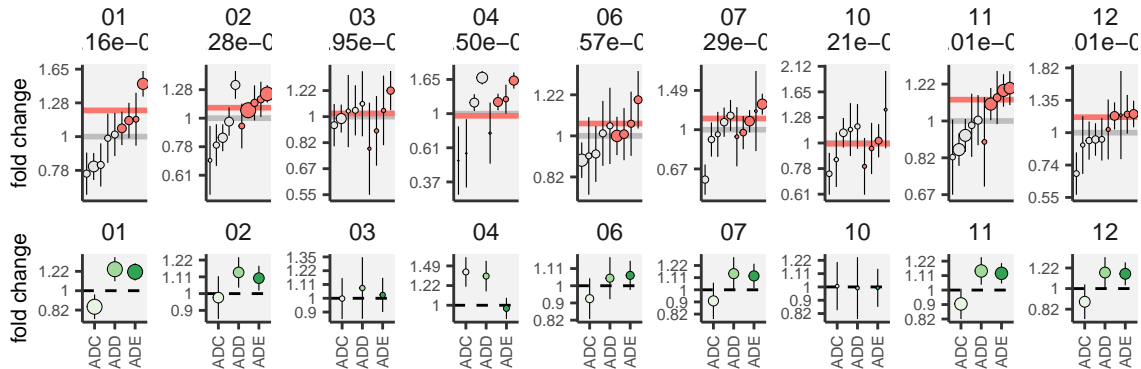 01 02 03 04 06 07 10 11 12
.16e−0 .28e−0 .95e−0 .50e−0 .57e−0 .29e−0 .21e−0 .01e−0 .01e−0
fold change
1.65 1.28 1 0.78
1.28 1 0.78 0.61
1.22 1 0.82 0.67 0.55
1.65 1 0.61 0.37
1.22 1 0.82
1.49 1 0.67
2.12 1.65 1.28 1 0.78 0.61
1.22 1 0.82 0.67
1.82 1.35 1 0.74 0.55
01 02 03 04 06 07 10 11 12
fold change
1.22 1 0.82
1.22 1.11 1 0.9
1.35 1.22 1.11 1 0.9
1.49 1.22 1
1.11 1 0.9 0.82
1.22 1.11 1 0.9 0.82
1.22 1.11 1 0.9 0.82
1.22 1.11 1 0.9 0.82
1.22 1 0.82
ADC ADD ADE ADC ADD ADE ADC ADD ADE ADC ADD ADE ADC ADD ADE ADC ADD ADE ADC ADD ADE ADC ADD ADE ADC ADD ADE